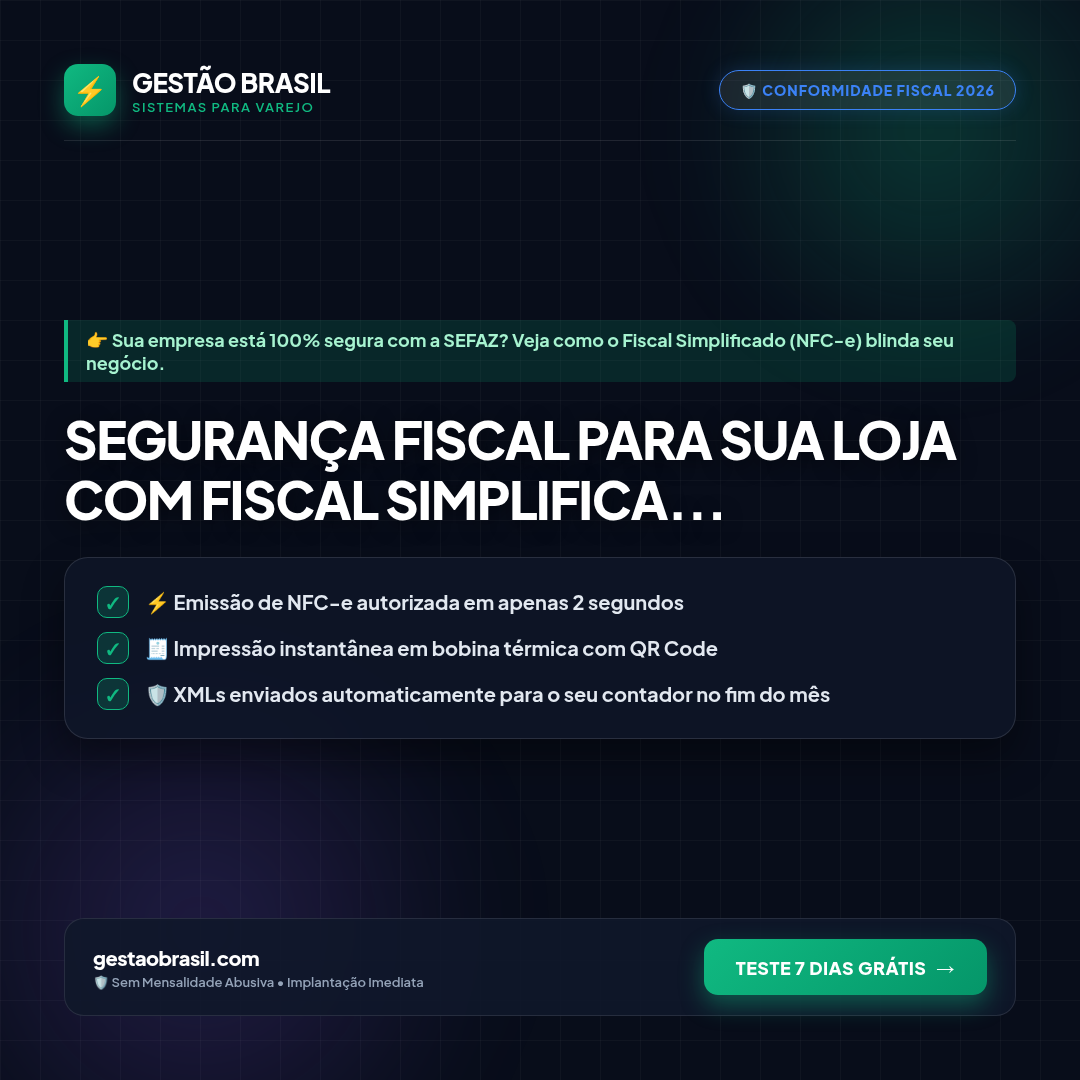 ⚡ GESTÃO BRASIL
SISTEMAS PARA VAREJO
🛡️ CONFORMIDADE FISCAL 2026
👉 Sua empresa está 100% segura com a SEFAZ? Veja como o Fiscal Simplificado (NFC-e) blinda seu
negócio.
SEGURANÇA FISCAL PARA SUA LOJA
COM FISCAL SIMPLIFICA...
✓ ⚡ Emissão de NFC-e autorizada em apenas 2 segundos
✓ 🧾 Impressão instantânea em bobina térmica com QR Code
✓ 🛡️ XMLs enviados automaticamente para o seu contador no fim do mês
gestaobrasil.com
🛡️ Sem Mensalidade Abusiva • Implantação Imediata
TESTE 7 DIAS GRÁTIS →